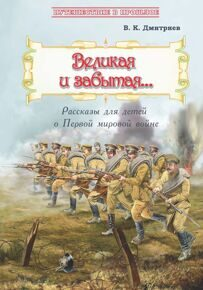 ПУТЕШЕСТВИЕ В ПРОШЛОЕ
В. К. Дмитриев
Великая
и забытая...
Рассказы для детей
о Первой мировой войне